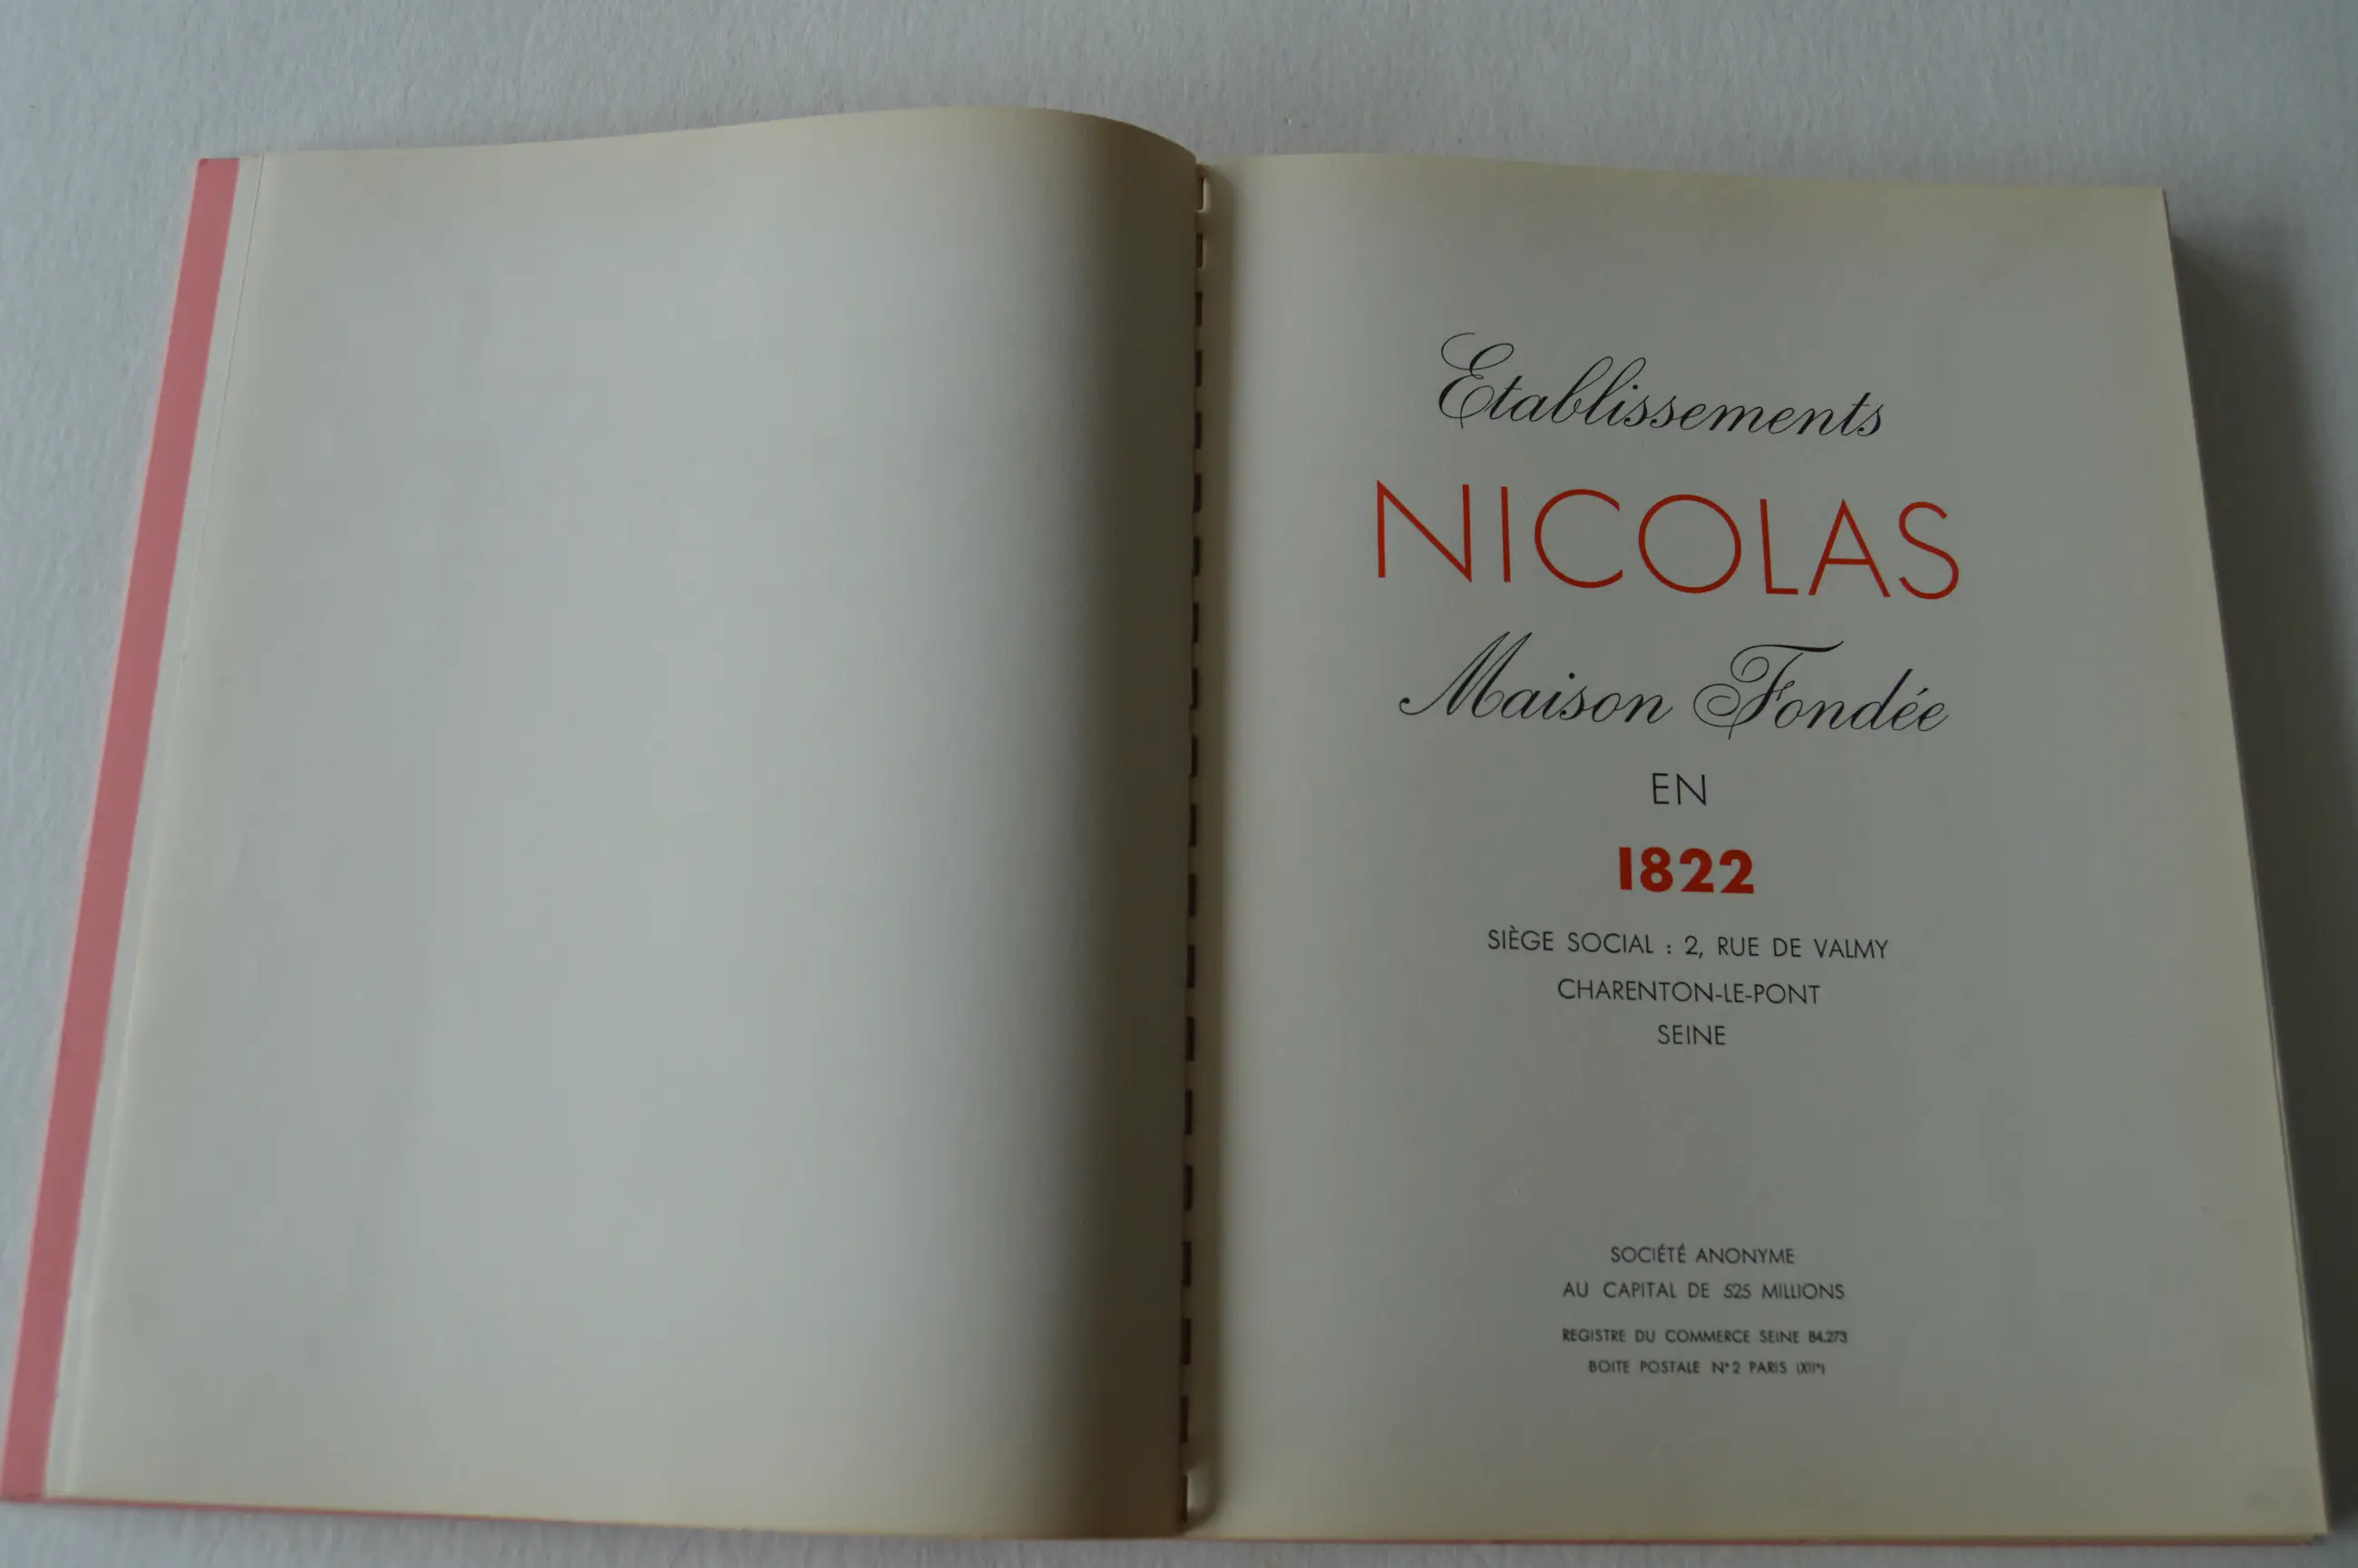 Etablissements
NICOLAS
Maison Fondée
EN
1822
SIÈGE SOCIAL : 2, RUE DE VALMY
CHARENTON-LE-PONT
SEINE
SOCIÉTÉ ANONYME
AU CAPITAL DE 525 MILLIONS
REGISTRE DU COMMERCE SEINE 84.273
BOITE POSTALE N° 2 PARIS (XII°)